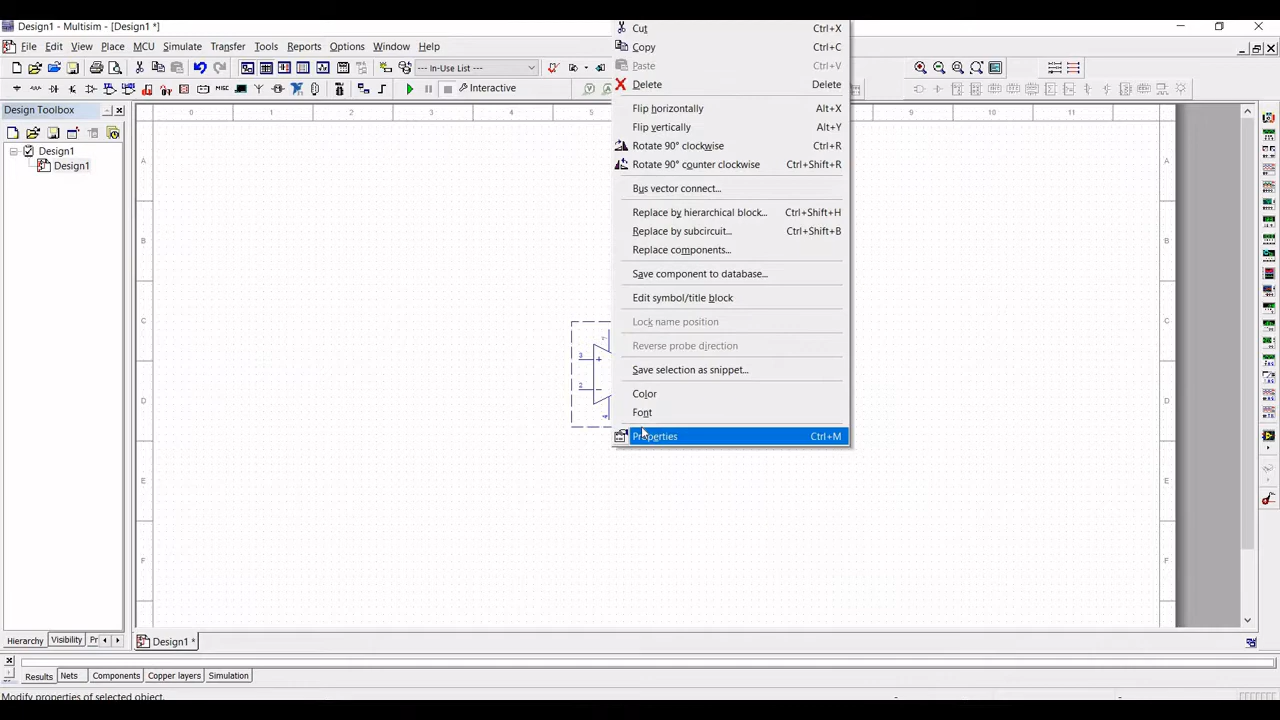 Design1 - Multisim - [Design1 *]
File Edit View Place MCU Simulate Transfer Tools Reports Options Window Help
--- In-Use List ---
Interactive
Design Toolbox
Design1
Design1
0 1 2 3 4 5 9 10 11
A
B
C
D
E
F
A
B
C
D
E
F
3
2
4
+
Cut Ctrl+X
Copy Ctrl+C
Paste Ctrl+V
Delete Delete
Flip horizontally Alt+X
Flip vertically Alt+Y
Rotate 90° clockwise Ctrl+R
Rotate 90° counter clockwise Ctrl+Shift+R
Bus vector connect...
Replace by hierarchical block... Ctrl+Shift+H
Replace by subcircuit... Ctrl+Shift+B
Replace components...
Save component to database...
Edit symbol/title block
Lock name position
Reverse probe direction
Save selection as snippet...
Color
Font
Properties Ctrl+M
Hierarchy Visibility Pr
Design1 *
Results Nets Components Copper layers Simulation
Modify properties of selected object.